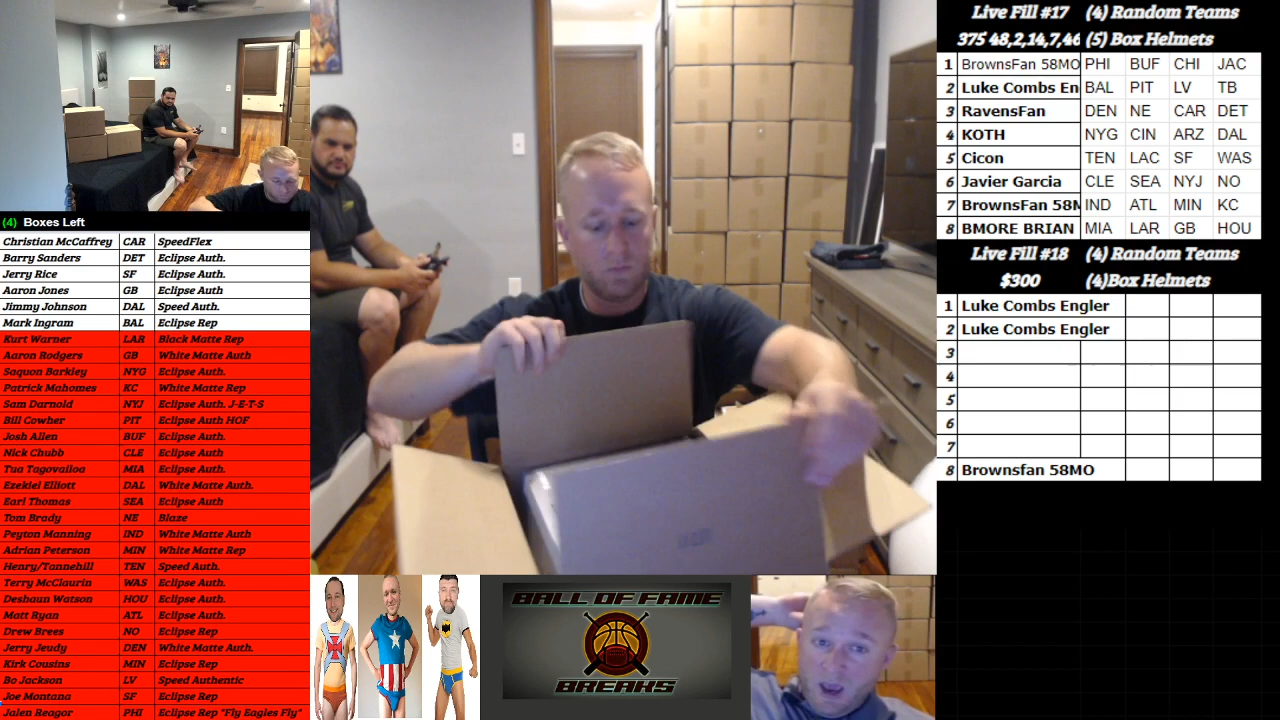 (4) Boxes Left
Christian McCaffrey CAR SpeedFlex
Barry Sanders DET Eclipse Auth.
Jerry Rice SF Eclipse Auth.
Aaron Jones GB Eclipse Auth
Jimmy Johnson DAL Speed Auth.
Mark Ingram BAL Eclipse Rep
Kurt Warner LAR Black Matte Rep
Aaron Rodgers GB White Matte Auth
Saquon Barkley NYG Eclipse Auth.
Patrick Mahomes KC White Matte Rep
Sam Darnold NYJ Eclipse Auth. J-E-T-S
Bill Cowher PIT Eclipse Auth HOF
Josh Allen BUF Eclipse Auth.
Nick Chubb CLE Eclipse Auth
Tua Tagovailoa MIA Eclipse Auth.
Ezekiel Elliott DAL White Matte Auth.
Earl Thomas SEA Eclipse Auth
Tom Brady NE Blaze
Peyton Manning IND White Matte Auth
Adrian Peterson MIN White Matte Rep
Henry/Tannehill TEN Speed Auth.
Terry McClaurin WAS Eclipse Auth.
Deshaun Watson HOU Eclipse Auth.
Matt Ryan ATL Eclipse Auth.
Drew Brees NO Eclipse Rep
Jerry Jeudy DEN White Matte Auth.
Kirk Cousins MIN Eclipse Rep
Bo Jackson LV Speed Authentic
Joe Montana SF Eclipse Rep
Jalen Reagor PHI Eclipse Rep "Fly Eagles Fly"
BALL OF FAME
BREAKS
Live Fill #17 (4) Random Teams
375 48,2,14,7,46 (5) Box Helmets
1 BrownsFan 58MO PHI BUF CHI JAC
2 Luke Combs En BAL PIT LV TB
3 RavensFan DEN NE CAR DET
4 KOTH NYG CIN ARZ DAL
5 Cicon TEN LAC SF WAS
6 Javier Garcia CLE SEA NYJ NO
7 BrownsFan 58M IND ATL MIN KC
8 BMORE BRIAN MIA LAR GB HOU
Live Fill #18 (4) Random Teams
$300 (4)Box Helmets
1 Luke Combs Engler
2 Luke Combs Engler
3
4
5
6
7
8 Brownsfan 58MO